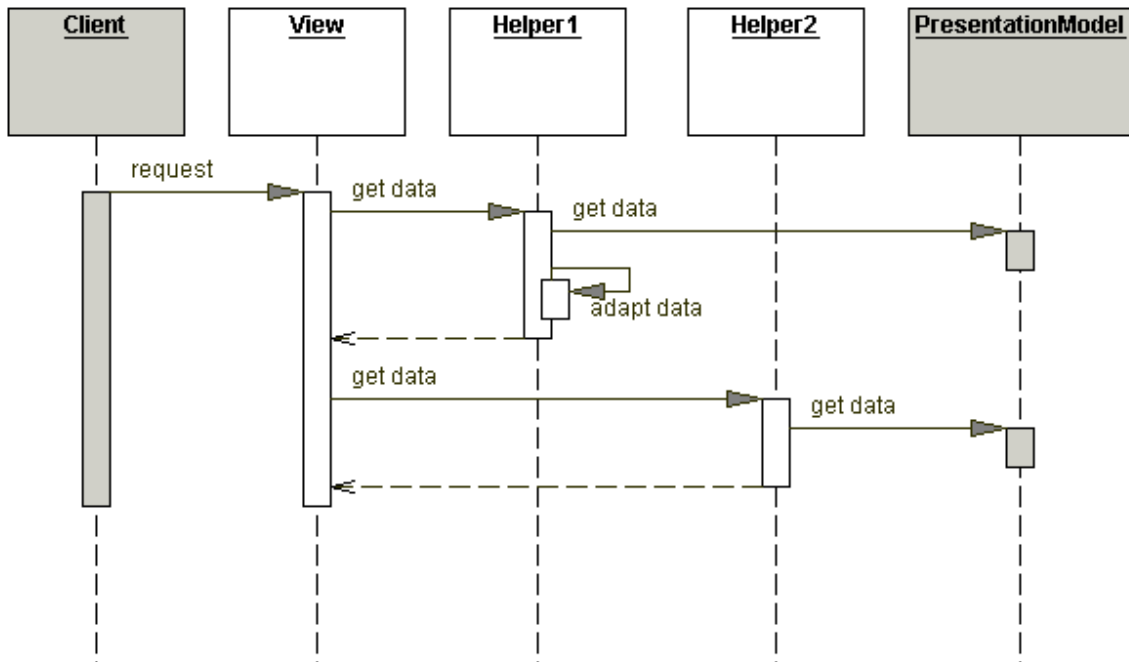 Client
View
Helper1
Helper2
PresentationModel
request
get data
get data
adapt data
get data
get data